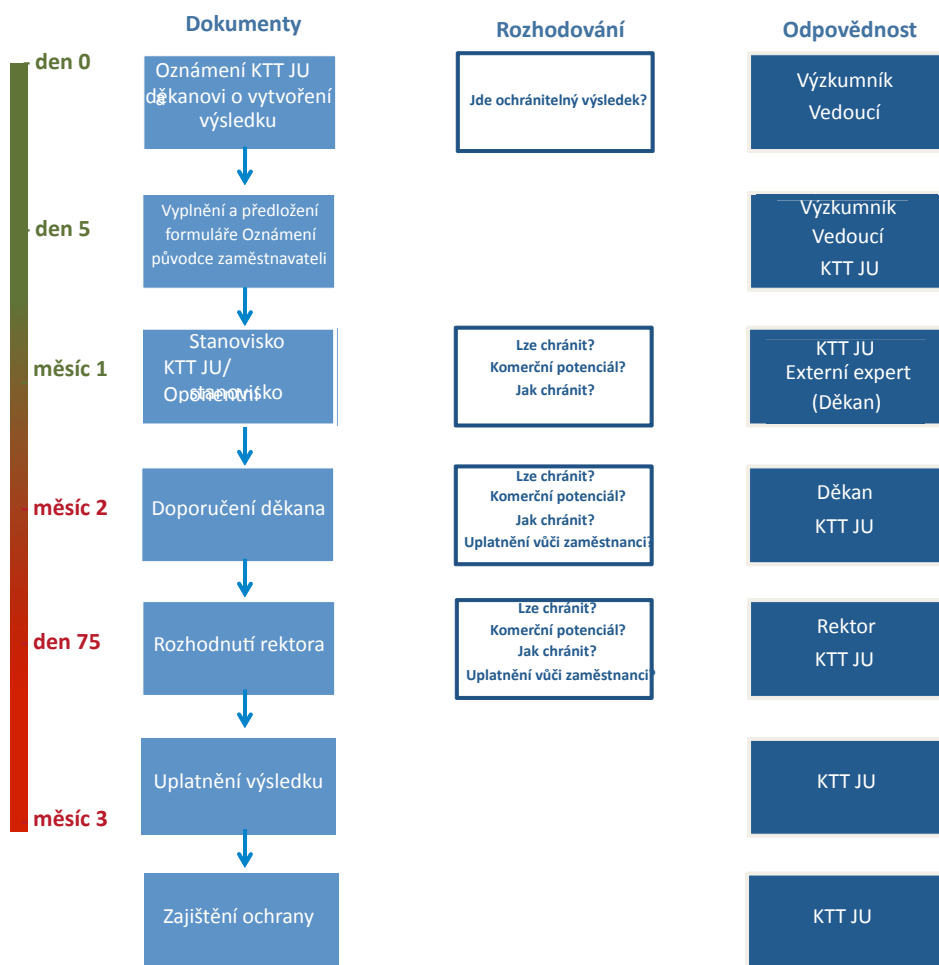 Dokumenty
Rozhodování
Odpovědnost
den 0
Oznámení KTT JU
a
děkanovi o vytvoření
výsledku
Jde ochránitelný výsledek?
Výzkumník
Vedoucí
den 5
Vyplnění a předložení
formuláře Oznámení
původce zaměstnavateli
Výzkumník
Vedoucí
KTT JU
měsíc 1
Stanovisko
KTT JU/
Oponentní
stanovisko
Lze chránit?
Komerční potenciál?
Jak chránit?
KTT JU
Externí expert
(Děkan)
měsíc 2
Doporučení děkana
Lze chránit?
Komerční potenciál?
Jak chránit?
Uplatnění vůči zaměstnanci?
Děkan
KTT JU
den 75
Rozhodnutí rektora
Lze chránit?
Komerční potenciál?
Jak chránit?
Uplatnění vůči zaměstnanci?
Rektor
KTT JU
Uplatnění výsledku
KTT JU
měsíc 3
Zajištění ochrany
KTT JU